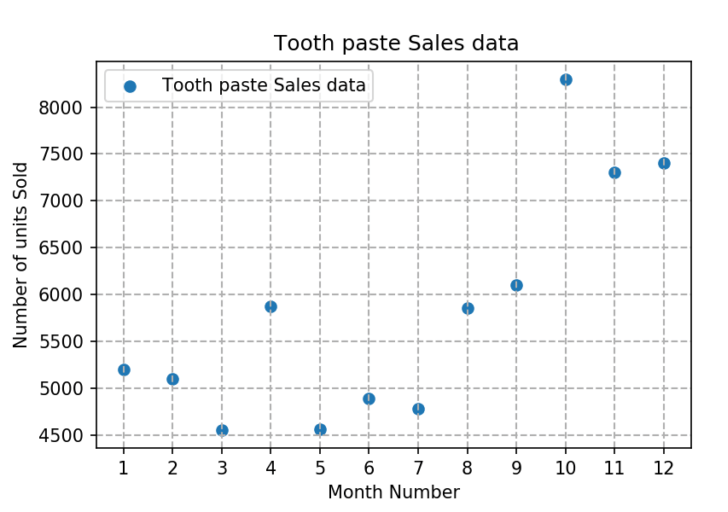 Tooth paste Sales data
Tooth paste Sales data
8000
7500
7000
6500
6000
5500
5000
4500
Number of units Sold
1 2 3 4 5 6 7 8 9 10 11 12
Month Number